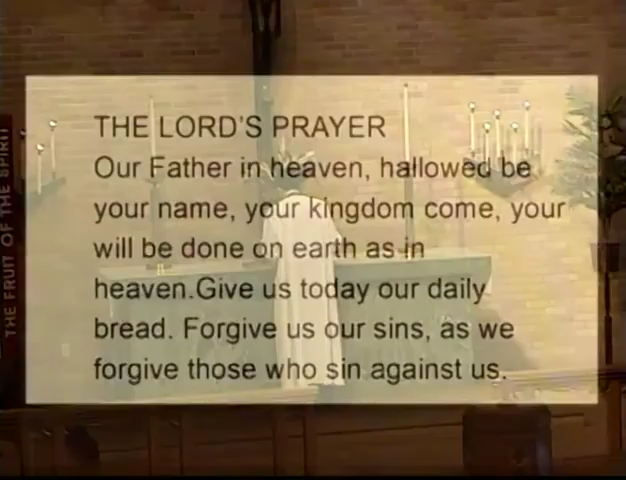 THE LORD'S PRAYER
Our Father in heaven, hallowed be
your name, your kingdom come, your
will be done on earth as in
heaven.Give us today our daily
bread. Forgive us our sins, as we
forgive those who sin against us.
THE FRUIT OF THE SPIRIT